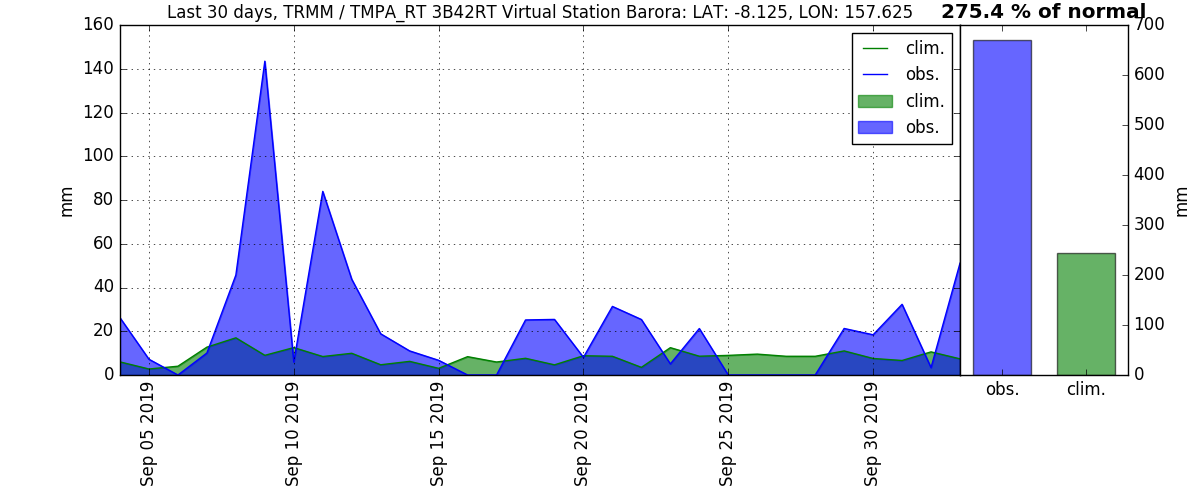 Last 30 days, TRMM / TMPA_RT 3B42RT Virtual Station Barora: LAT: -8.125, LON: 157.625
275.4 % of normal
mm
160
140
120
100
80
60
40
20
0
clim.
obs.
clim.
obs.
Sep 05 2019
Sep 10 2019
Sep 15 2019
Sep 20 2019
Sep 25 2019
Sep 30 2019
700
600
500
400
300
200
100
0
mm
obs.
clim.